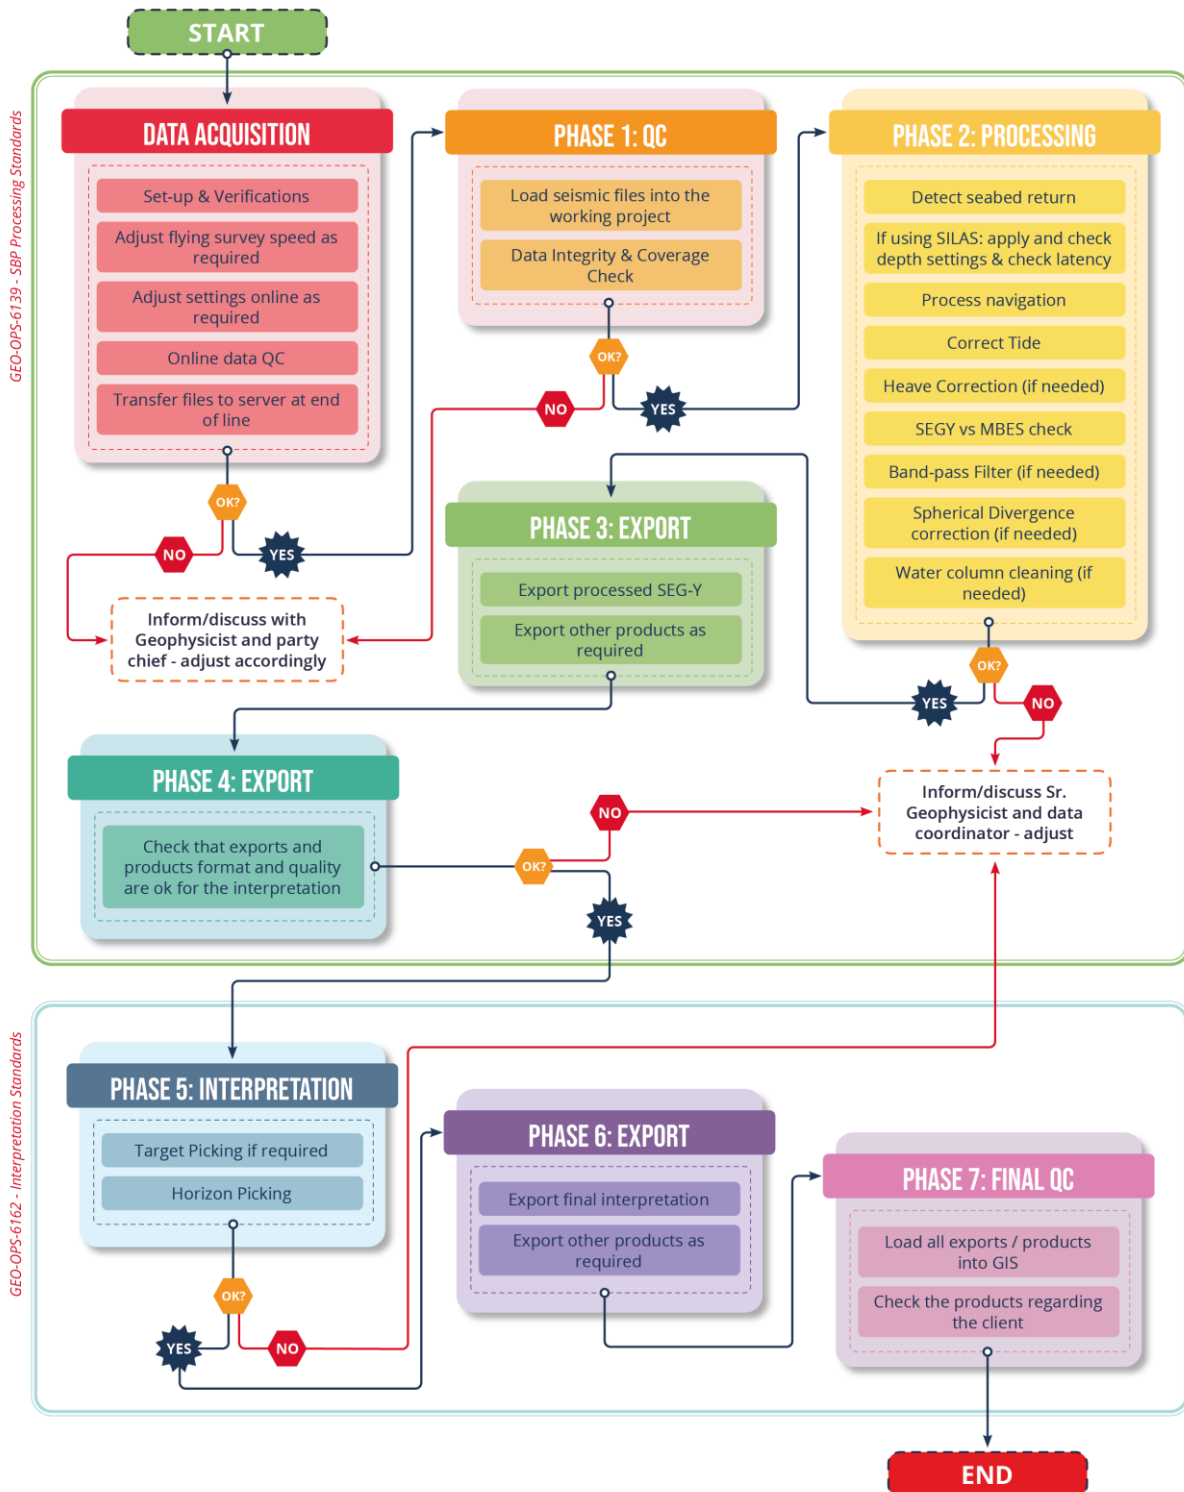 START
GEO-OPS-6139 - SBP Processing Standards
DATA ACQUISITION
Set-up & Verifications
Adjust flying survey speed as
required
Adjust settings online as
required
Online data QC
Transfer files to server at end
of line
OK?
NO
YES
Inform/discuss with
Geophysicist and party
chief - adjust accordingly
PHASE 1: QC
Load seismic files into the
working project
Data Integrity & Coverage
Check
OK?
NO
YES
PHASE 2: PROCESSING
Detect seabed return
If using SILAS: apply and check
depth settings & check latency
Process navigation
Correct Tide
Heave Correction (if needed)
SEGY vs MBES check
Band-pass Filter (if needed)
Spherical Divergence
correction (if needed)
Water column cleaning (if
needed)
OK?
YES
NO
Inform/discuss Sr.
Geophysicist and data
coordinator - adjust
PHASE 3: EXPORT
Export processed SEG-Y
Export other products as
required
PHASE 4: EXPORT
Check that exports and
products format and quality
are ok for the interpretation
OK?
NO
YES
GEO-OPS-6162 - Interpretation Standards
PHASE 5: INTERPRETATION
Target Picking if required
Horizon Picking
OK?
YES
NO
PHASE 6: EXPORT
Export final interpretation
Export other products as
required
PHASE 7: FINAL QC
Load all exports / products
into GIS
Check the products regarding
the client
END